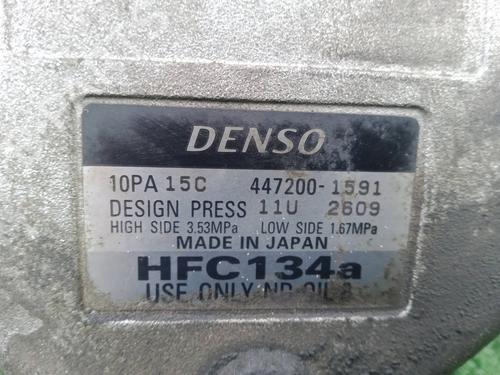 DENSO
10PA 15C 447200-1591
DESIGN PRESS 11U 2609
HIGH SIDE 3.53MPa LOW SIDE 1.67MPa
MADE IN JAPAN
HFC134a
USE ONLY ND OIL 8